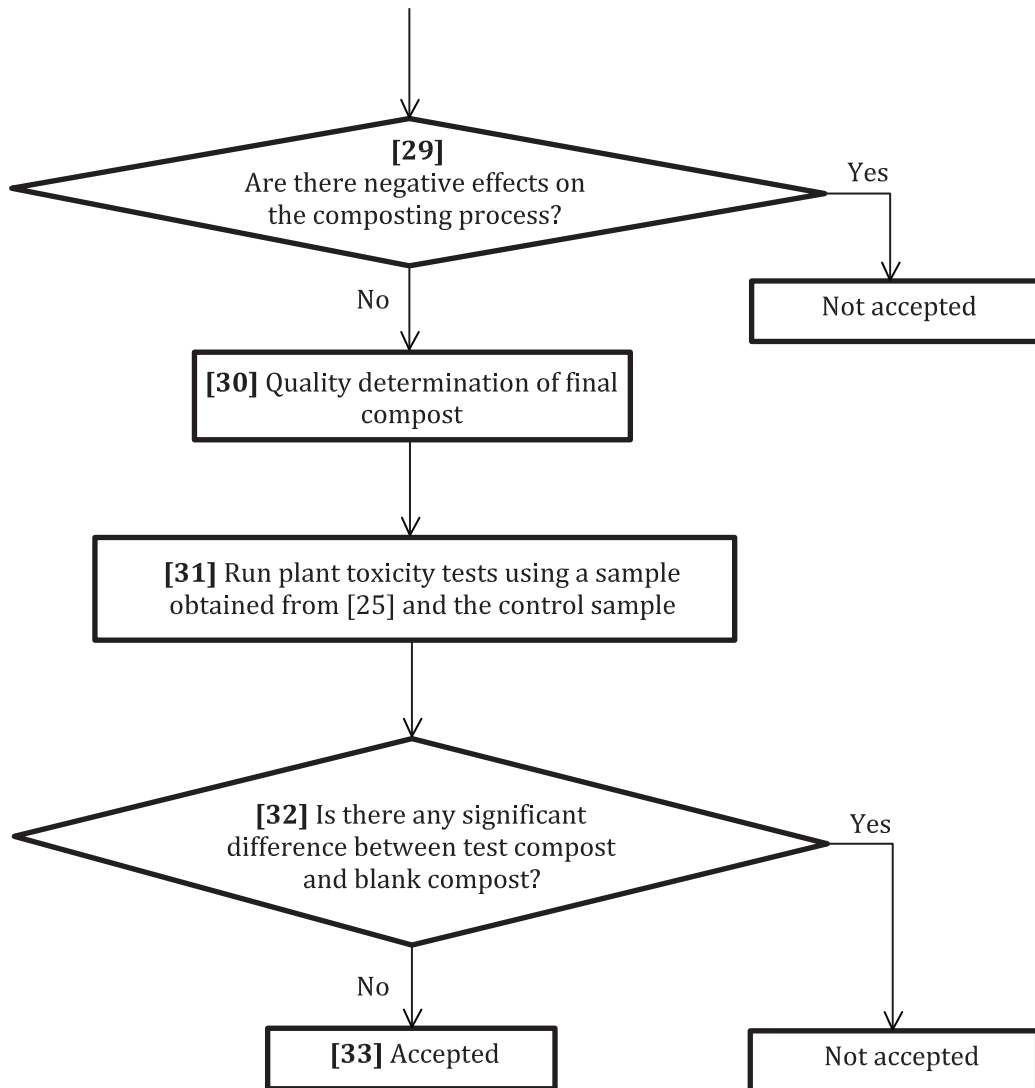 [29]
Are there negative effects on
the composting process?
Yes
No
Not accepted
[30] Quality determination of final
compost
[31] Run plant toxicity tests using a sample
obtained from [25] and the control sample
[32] Is there any significant
difference between test compost
and blank compost?
Yes
No
[33] Accepted
Not accepted